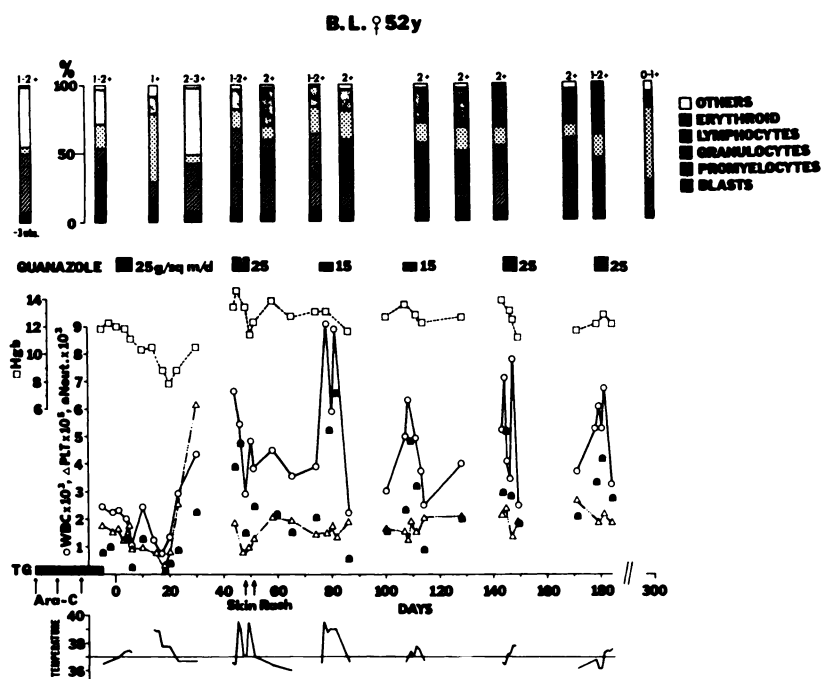 B.L. ♀ 52y
%
1-2+ 1-2+ 1+ 2-3+ 1-2+ 2+ 1-2+ 2+ 2+ 2+ 2+ 2+ 1-2+ 0-1+
100
50
0
OTHERS
ERYTHROID
LYMPHOCYTES
GRANULOCYTES
PROMYELOCYTES
BLASTS
GUANAZOLE 25g/sq m/d 25 15 15 25 25
□Hgb
14
12
10
8
6
○WBC x10³, △PLT x10⁵, Neut. x10³
9
8
7
6
5
4
3
2
1
TG
Ara-C
0 20 40 60 80 100 120 140 160 180 300
Skin Rash
DAYS
TEMPERATURE
40
38
36